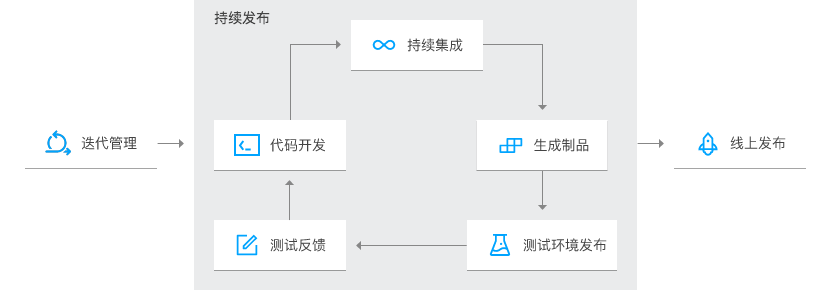 持续发布
持续集成
迭代管理
代码开发
生成制品
线上发布
测试反馈
测试环境发布